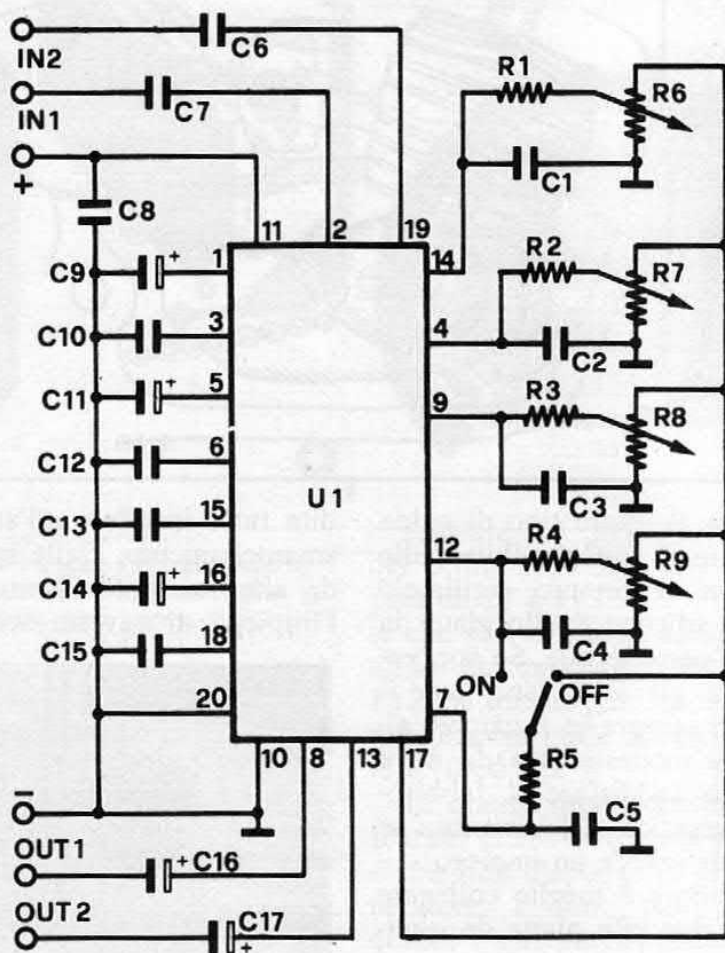 IN2
C6
IN1
C7
+
C8
R1
R6
C1
11
2
19
C9
+
1
14
R2
R7
C10
3
4
C2
C11
+
5
9
R3
R8
C12
6
U1
C3
C13
15
12
R4
R9
C14
+
16
C4
C15
18
ON
OFF
20
7
R5
10
8
13
17
C5
−
OUT1
+
C16
OUT2
C17
+